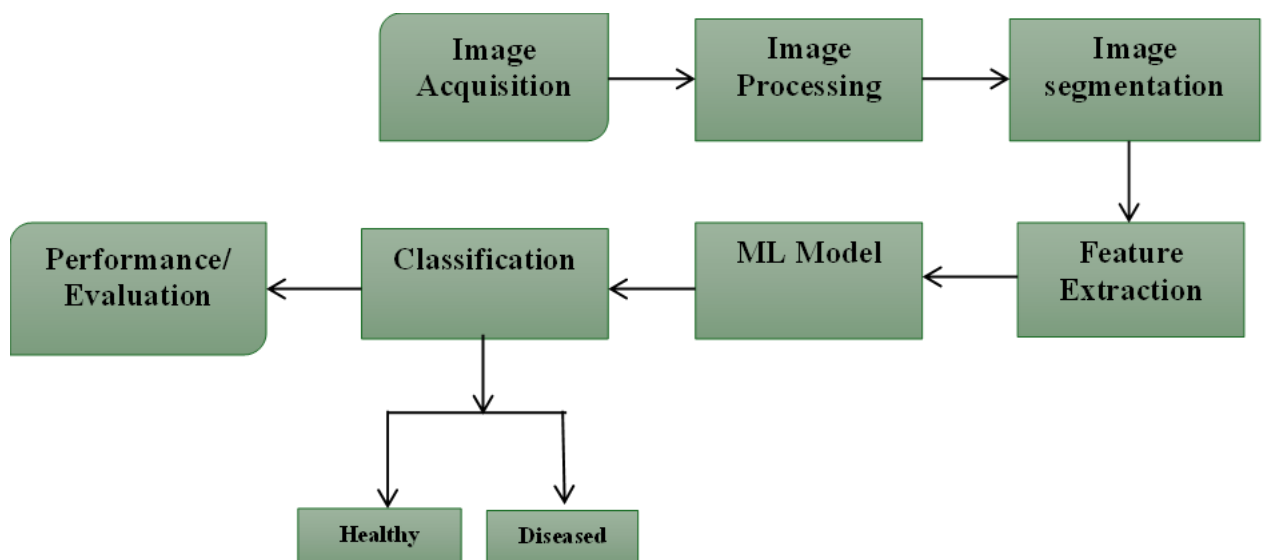 Image
Acquisition
Image
Processing
Image
segmentation
Feature
Extraction
ML Model
Classification
Performance/
Evaluation
Healthy
Diseased